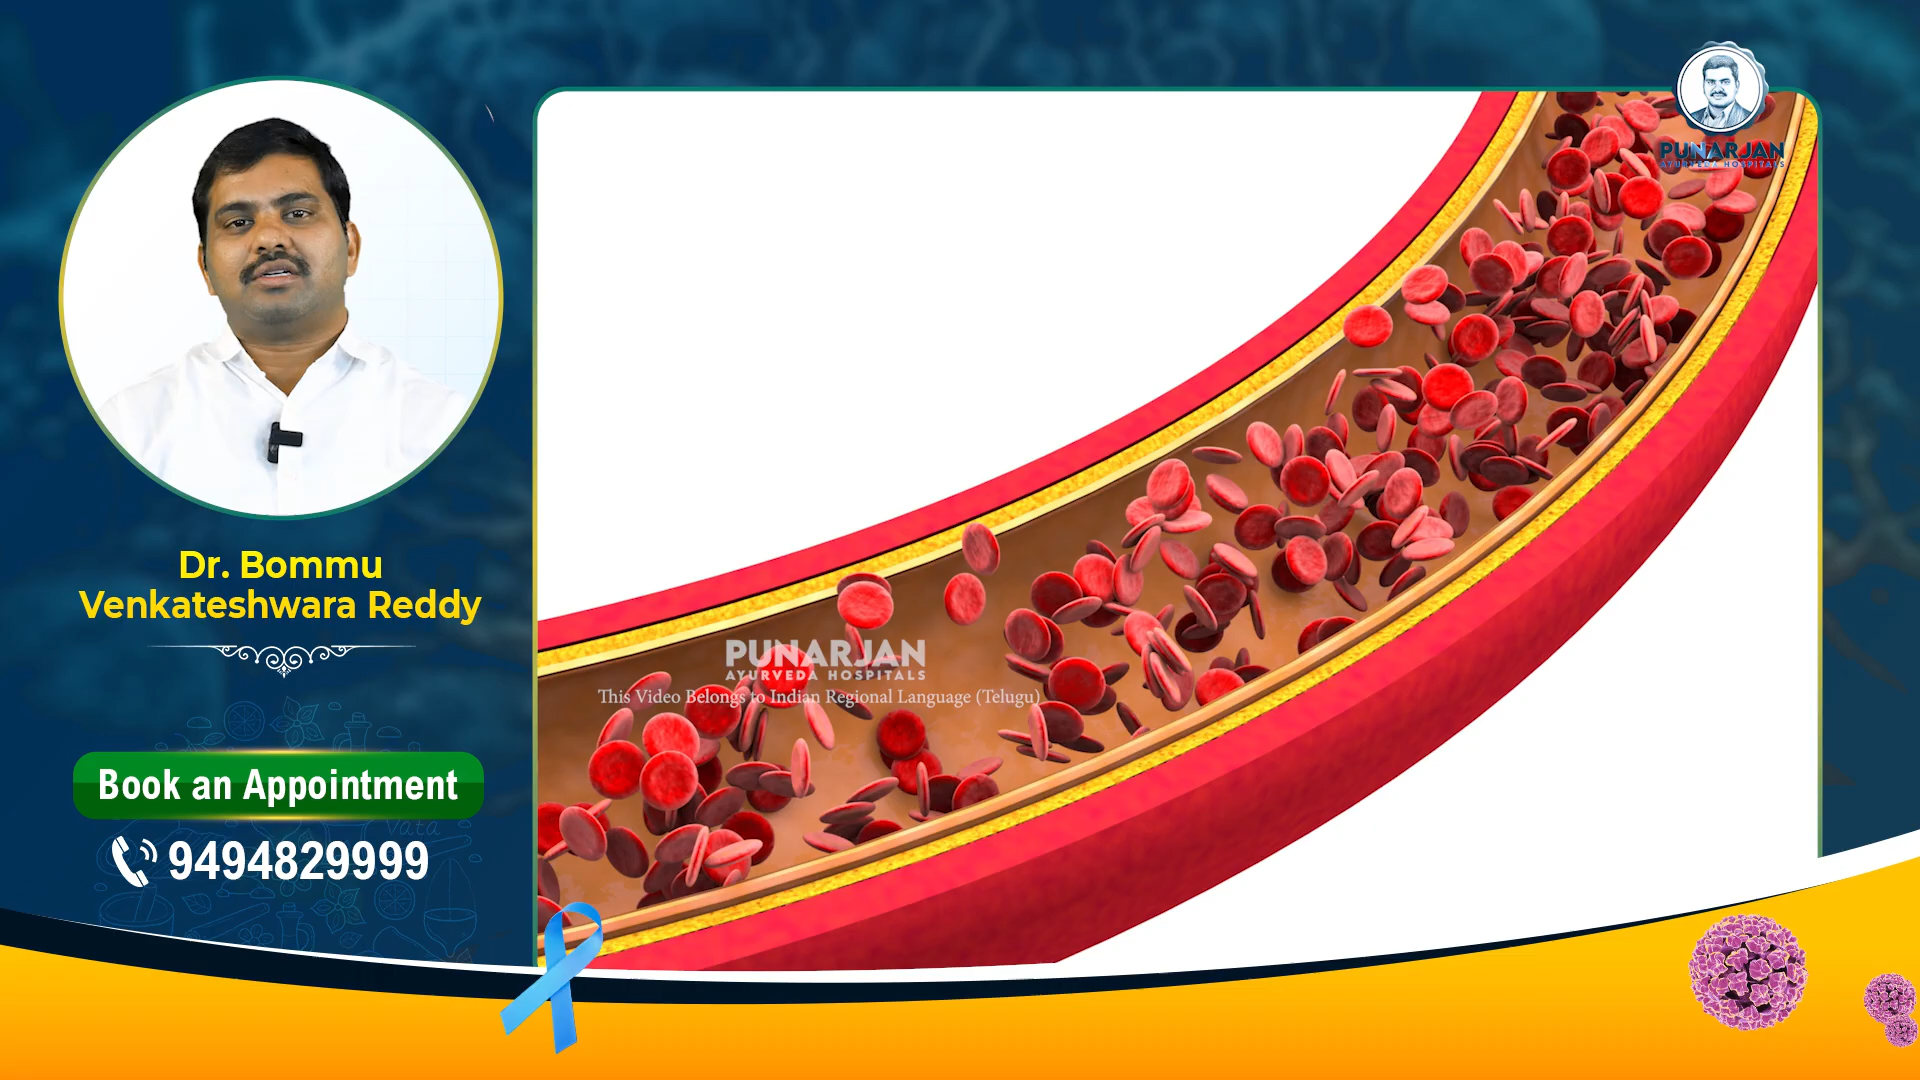 PUNARJAN
AYURVEDA HOSPITALS
Dr. Bommu
Venkateshwara Reddy
PUNARJAN
AYURVEDA HOSPITALS
This Video Belongs to Indian Regional Language (Telugu)
Book an Appointment
Vata
9494829999